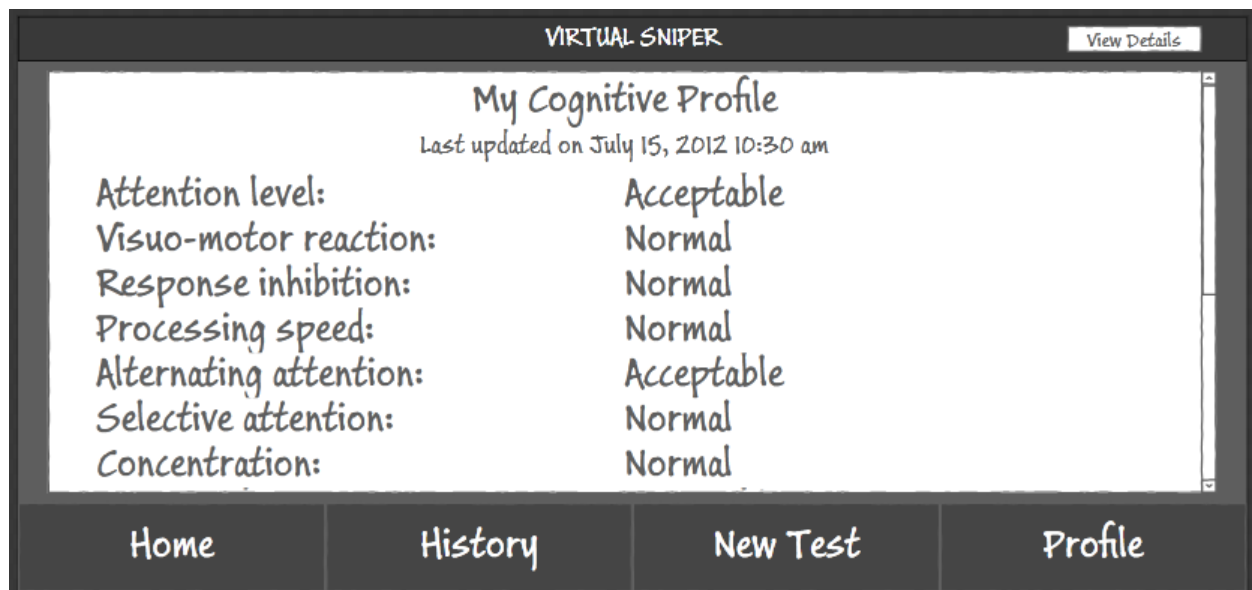 VIRTUAL SNIPER View Details
My Cognitive Profile
Last updated on July 15, 2012 10:30 am
Attention level: Acceptable
Visuo-motor reaction: Normal
Response inhibition: Normal
Processing speed: Normal
Alternating attention: Acceptable
Selective attention: Normal
Concentration: Normal
Home History New Test Profile